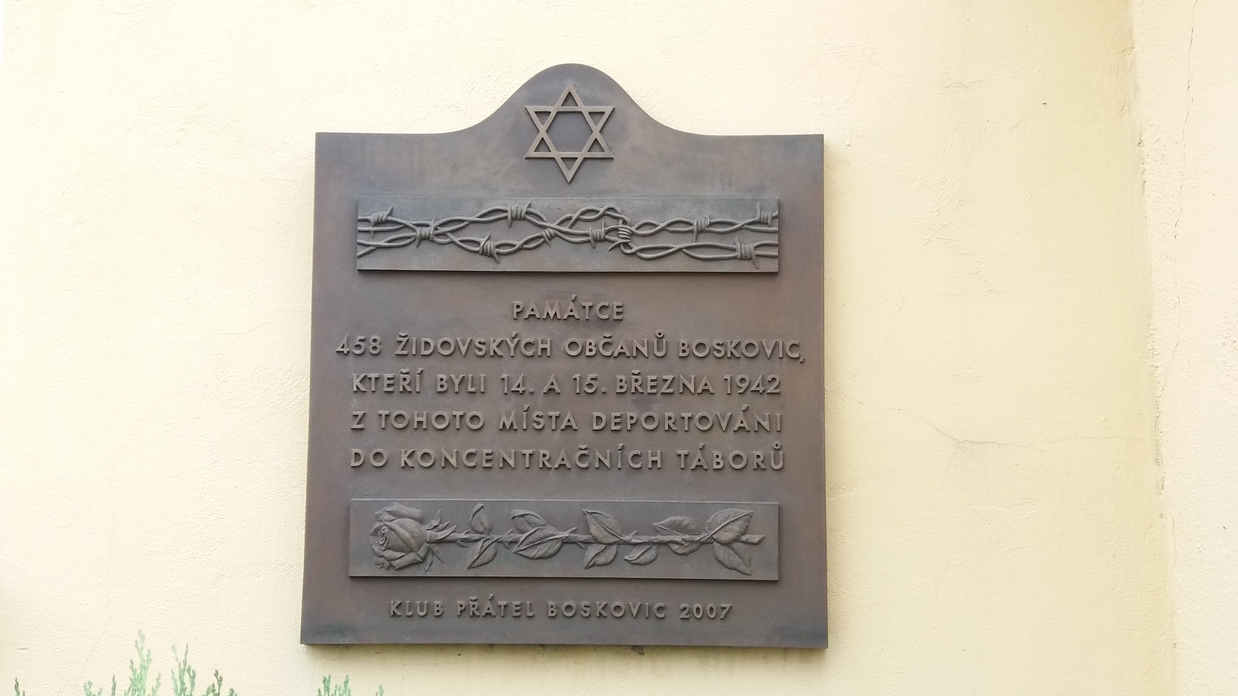 PAMÁTCE
458 ŽIDOVSKÝCH OBČANŮ BOSKOVIC,
KTEŘÍ BYLI 14. A 15. BŘEZNA 1942
Z TOHOTO MÍSTA DEPORTOVÁNI
DO KONCENTRAČNÍCH TÁBORŮ
KLUB PŘÁTEL BOSKOVIC 2007